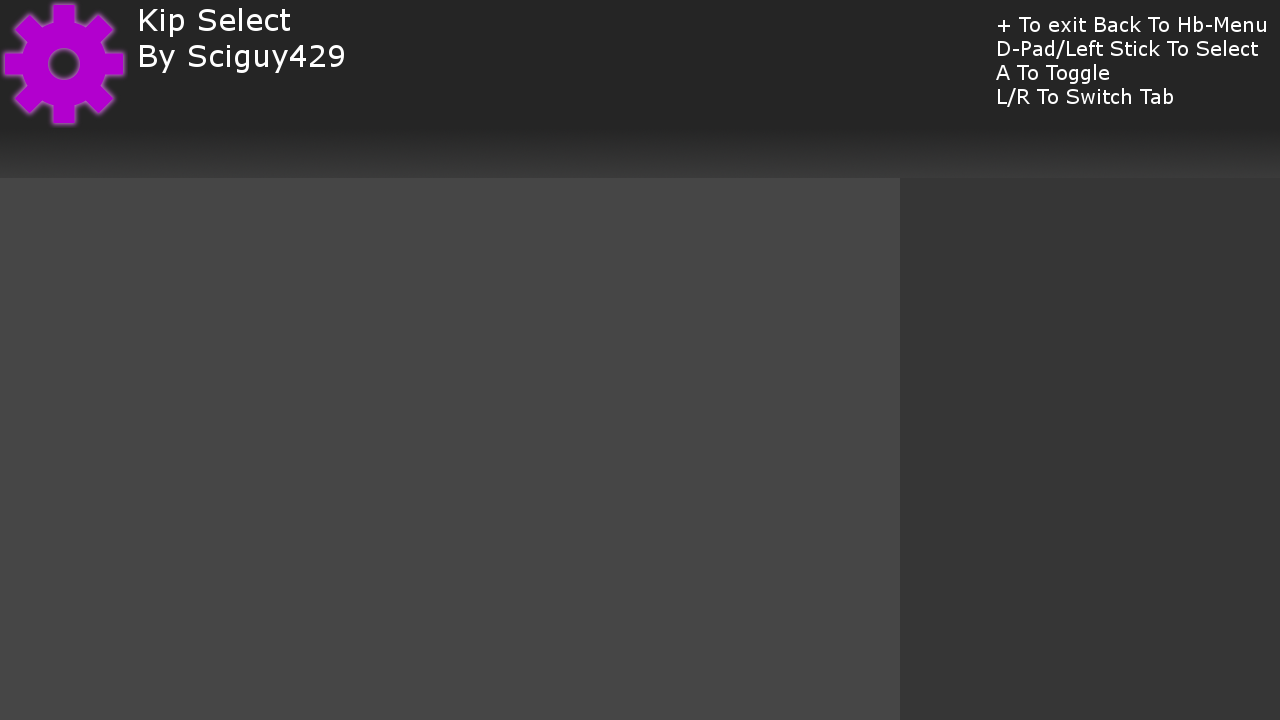 Kip Select
By Sciguy429
+ To exit Back To Hb-Menu
D-Pad/Left Stick To Select
A To Toggle
L/R To Switch Tab